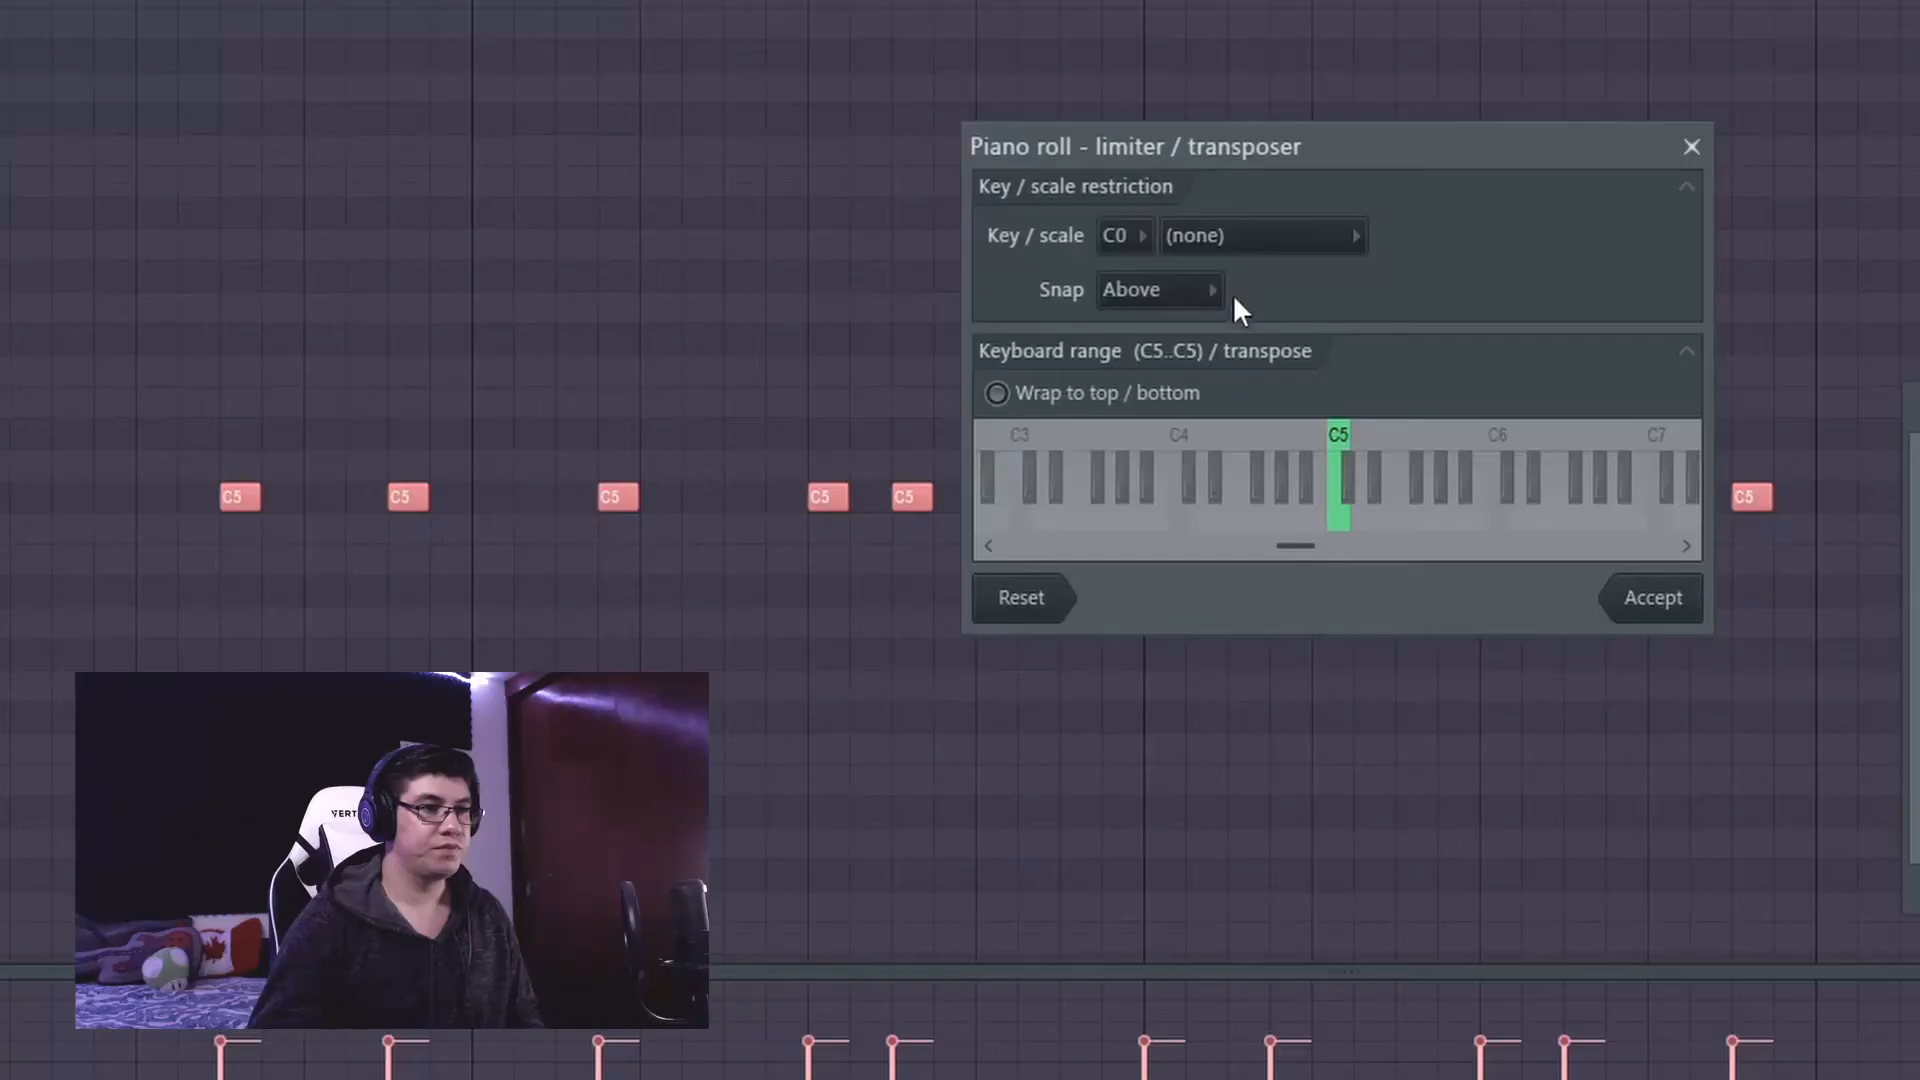 Piano roll - limiter / transposer
Key / scale restriction
Key / scale C0 (none)
Snap Above
Keyboard range (C5..C5) / transpose
Wrap to top / bottom
C3 C4 C5 C6 C7
C5 C5 C5 C5 C5 C5
Reset Accept
VERT